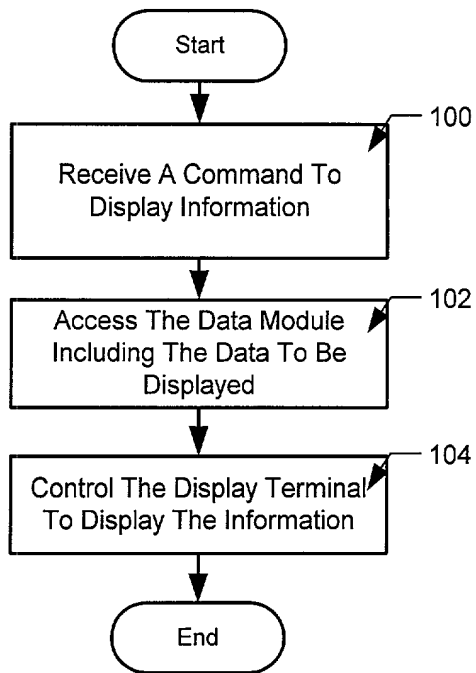 Start
100
Receive A Command To
Display Information
102
Access The Data Module
Including The Data To Be
Displayed
104
Control The Display Terminal
To Display The Information
End